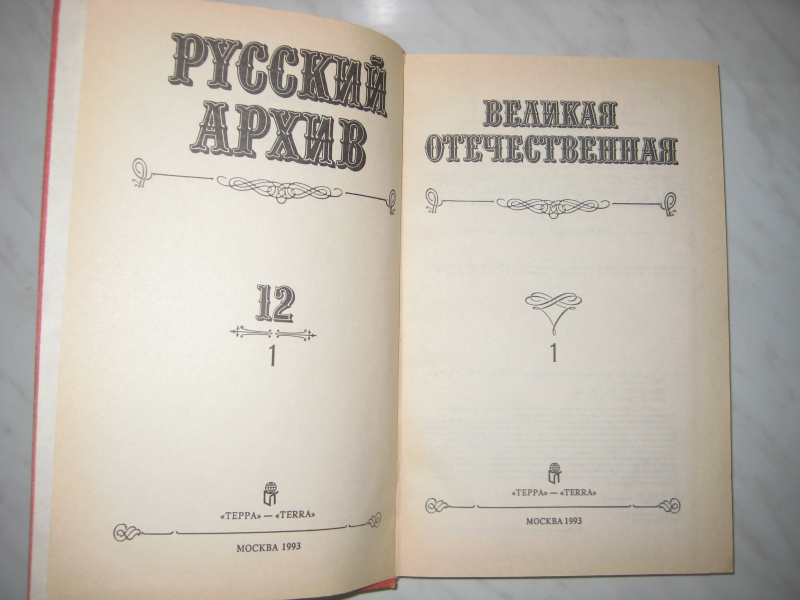 РУССКИЙ
АРХИВ
12
1
«ТЕРРА» — «TERRA»
МОСКВА 1993
ВЕЛИКАЯ
ОТЕЧЕСТВЕННАЯ
1
«ТЕРРА» — «TERRA»
МОСКВА 1993